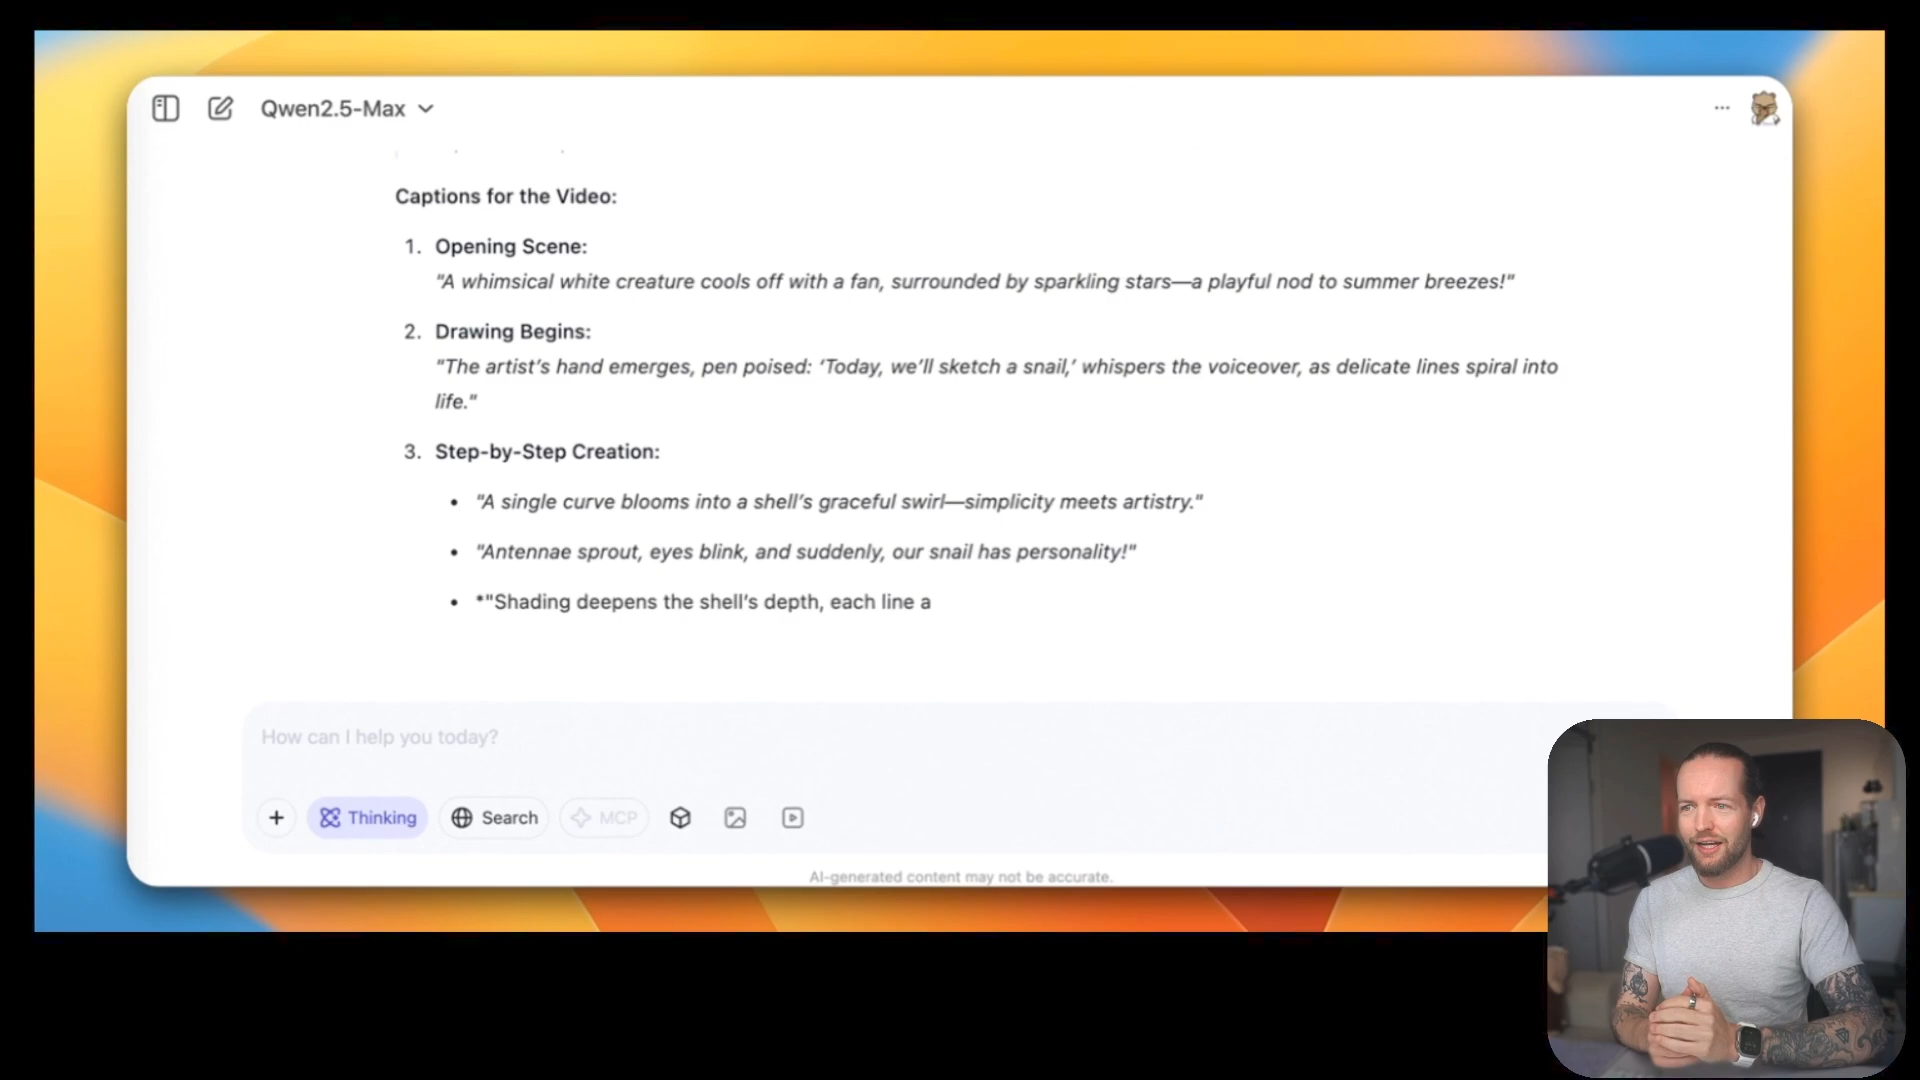 Qwen2.5-Max
Captions for the Video:
1. Opening Scene:
"A whimsical white creature cools off with a fan, surrounded by sparkling stars—a playful nod to summer breezes!"
2. Drawing Begins:
"The artist's hand emerges, pen poised: 'Today, we'll sketch a snail,' whispers the voiceover, as delicate lines spiral into
life."
3. Step-by-Step Creation:
• "A single curve blooms into a shell's graceful swirl—simplicity meets artistry."
• "Antennae sprout, eyes blink, and suddenly, our snail has personality!"
• *"Shading deepens the shell's depth, each line a
How can I help you today?
+ Thinking Search MCP
AI-generated content may not be accurate.